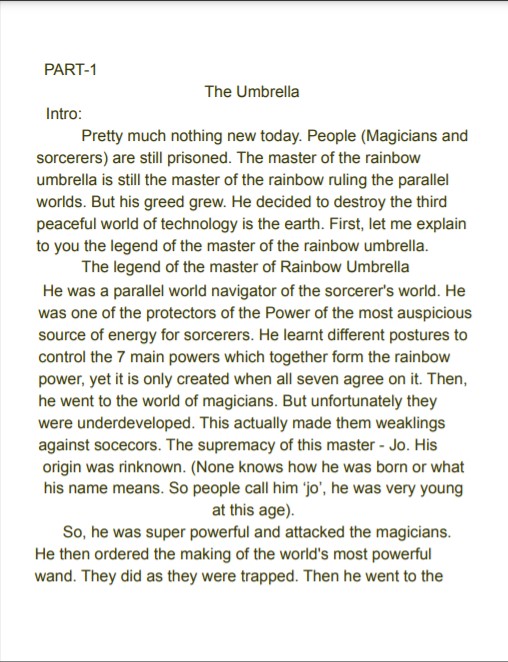 PART-1
The Umbrella
Intro:
Pretty much nothing new today. People (Magicians and
sorcerers) are still prisoned. The master of the rainbow
umbrella is still the master of the rainbow ruling the parallel
worlds. But his greed grew. He decided to destroy the third
peaceful world of technology is the earth. First, let me explain
to you the legend of the master of the rainbow umbrella.
The legend of the master of Rainbow Umbrella
He was a parallel world navigator of the sorcerer's world. He
was one of the protectors of the Power of the most auspicious
source of energy for sorcerers. He learnt different postures to
control the 7 main powers which together form the rainbow
power, yet it is only created when all seven agree on it. Then,
he went to the world of magicians. But unfortunately they
were underdeveloped. This actually made them weaklings
against socecors. The supremacy of this master - Jo. His
origin was rinknown. (None knows how he was born or what
his name means. So people call him ‘jo’, he was very young
at this age).
So, he was super powerful and attacked the magicians.
He then ordered the making of the world's most powerful
wand. They did as they were trapped. Then he went to the